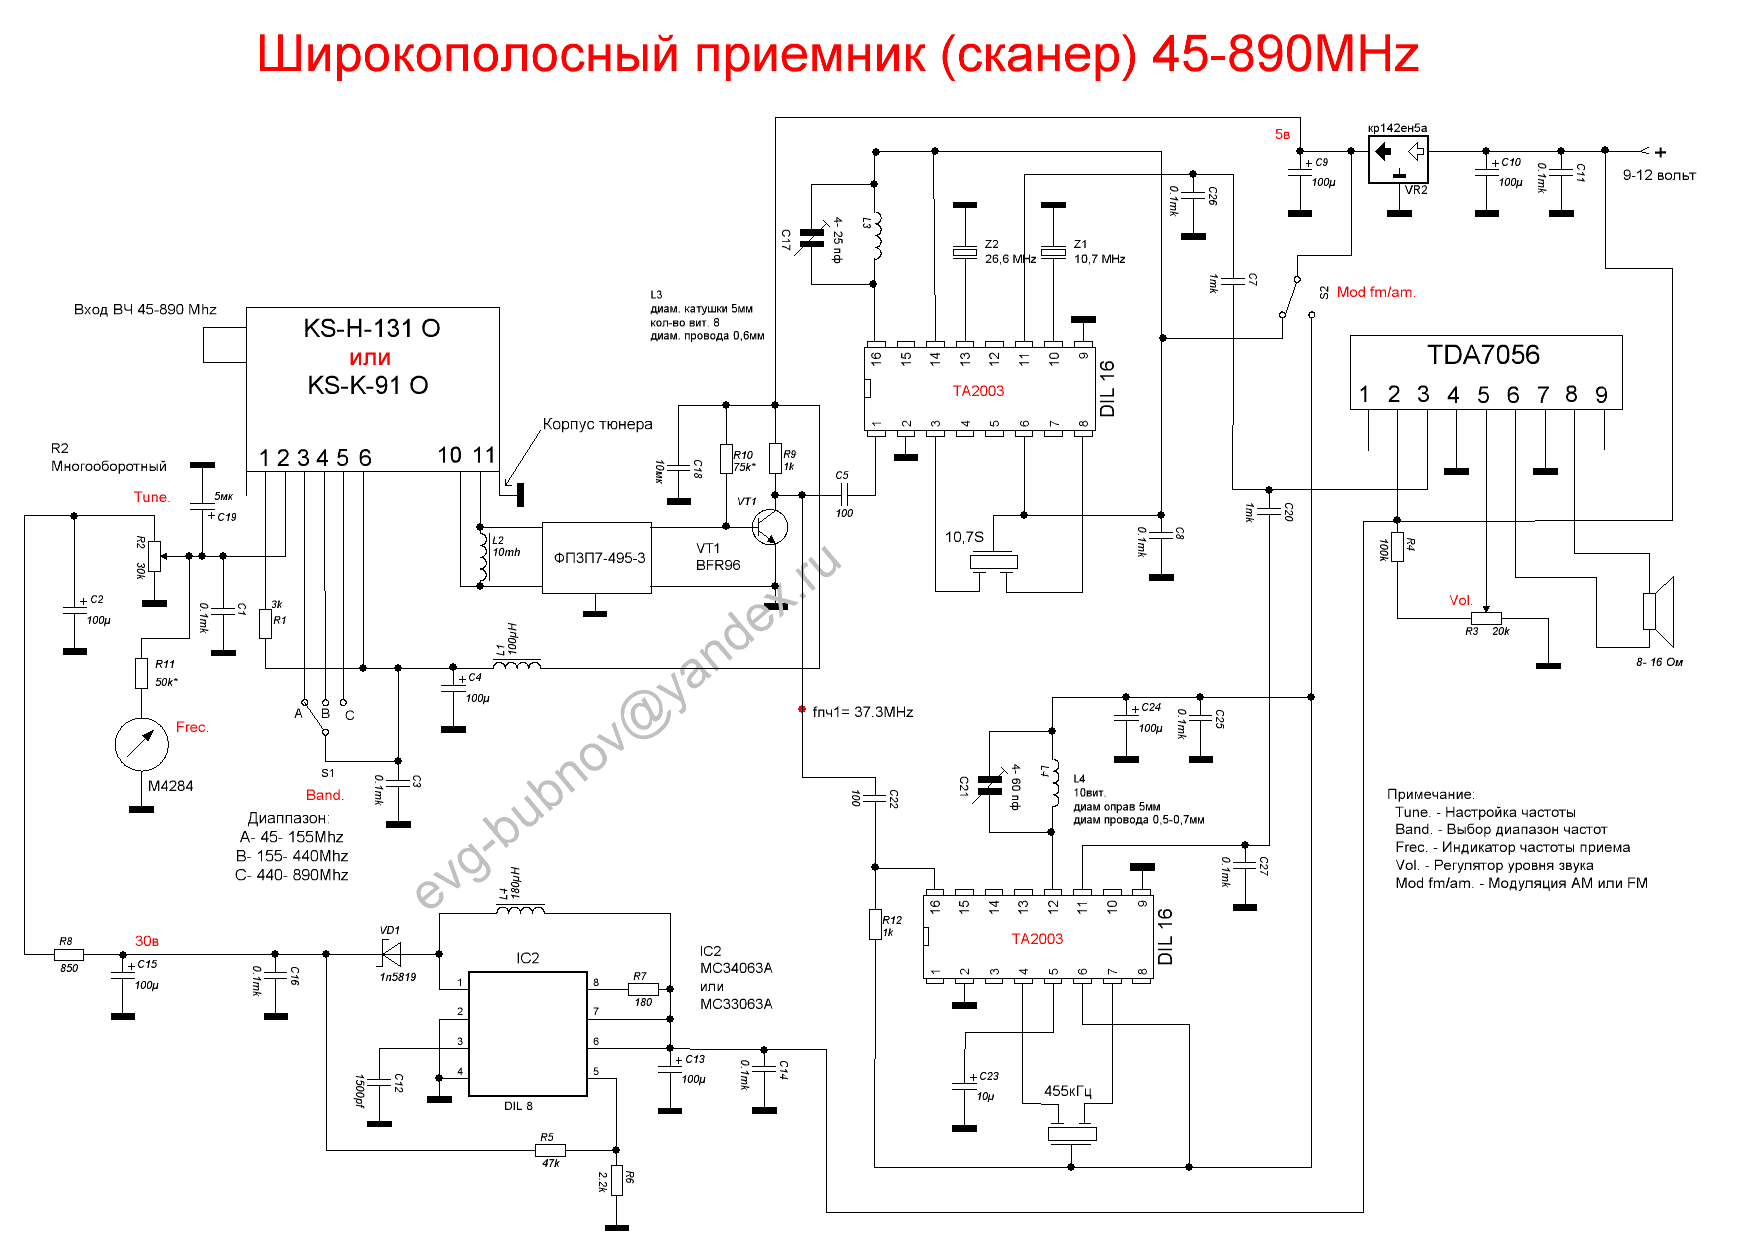 Широкополосный приемник (сканер) 45-890MHz
кр142ен5а
5в
+ C9
100µ
VR2
+ C10
100µ
0.1mk
C11
+
9-12 вольт
C17
4- 25 пф
L3
Z2
26,6 MHz
Z1
10,7 MHz
0.1mk
C26
1mk
C7
S2
Mod fm/am.
L3
диам. катушки 5мм
кол-во вит. 8
диам. провода 0,6мм
Вход ВЧ 45-890 Mhz
KS-H-131 O
или
KS-K-91 O
1 2 3 4 5 6 10 11
Корпус тюнера
16 15 14 13 12 11 10 9
TA2003
DIL 16
1 2 3 4 5 6 7 8
TDA7056
1 2 3 4 5 6 7 8 9
R2
Многооборотный
Tune.
5мк
+ C19
R2
30k
+ C2
100µ
0.1mk
C1
3k
R1
10мк
C18
R10
75k*
R9
1k
VT1
C5
100
L2
10mh
ФП3П7-495-3
VT1
BFR96
10,7S
0.1mk
C8
1mk
C20
100k
R4
Vol.
R3 20k
8- 16 Ом
R11
50k*
Frec.
M4284
L1
100µH
+ C4
100µ
A B C
S1
Band.
0.1mk
C3
Диаппазон:
A- 45- 155Mhz
B- 155- 440Mhz
C- 440- 890Mhz
evg-bubnov@yandex.ru
fпч1= 37.3MHz
100
C22
C21
4- 60 пф
L4
L4
10вит.
диам оправ 5мм
диам провода 0,5-0,7мм
+ C24
100µ
0.1mk
C25
0.1mk
C27
Примечание:
Tune. - Настройка частоты
Band. - Выбор диапазон частот
Frec. - Индикатор частоты приема
Vol. - Регулятор уровня звука
Mod fm/am. - Модуляция АМ или FM
R12
1k
16 15 14 13 12 11 10 9
TA2003
DIL 16
1 2 3 4 5 6 7 8
+ C23
10µ
455кГц
R8
850
30в
+ C15
100µ
0.1mk
C16
VD1
1n5819
L1
180µH
IC2
1 2 3 4
8 7 6 5
DIL 8
R7
180
IC2
MC34063A
или
MC33063A
1500pf
C12
+ C13
100µ
0.1mk
C14
R5
47k
2.2k
R6